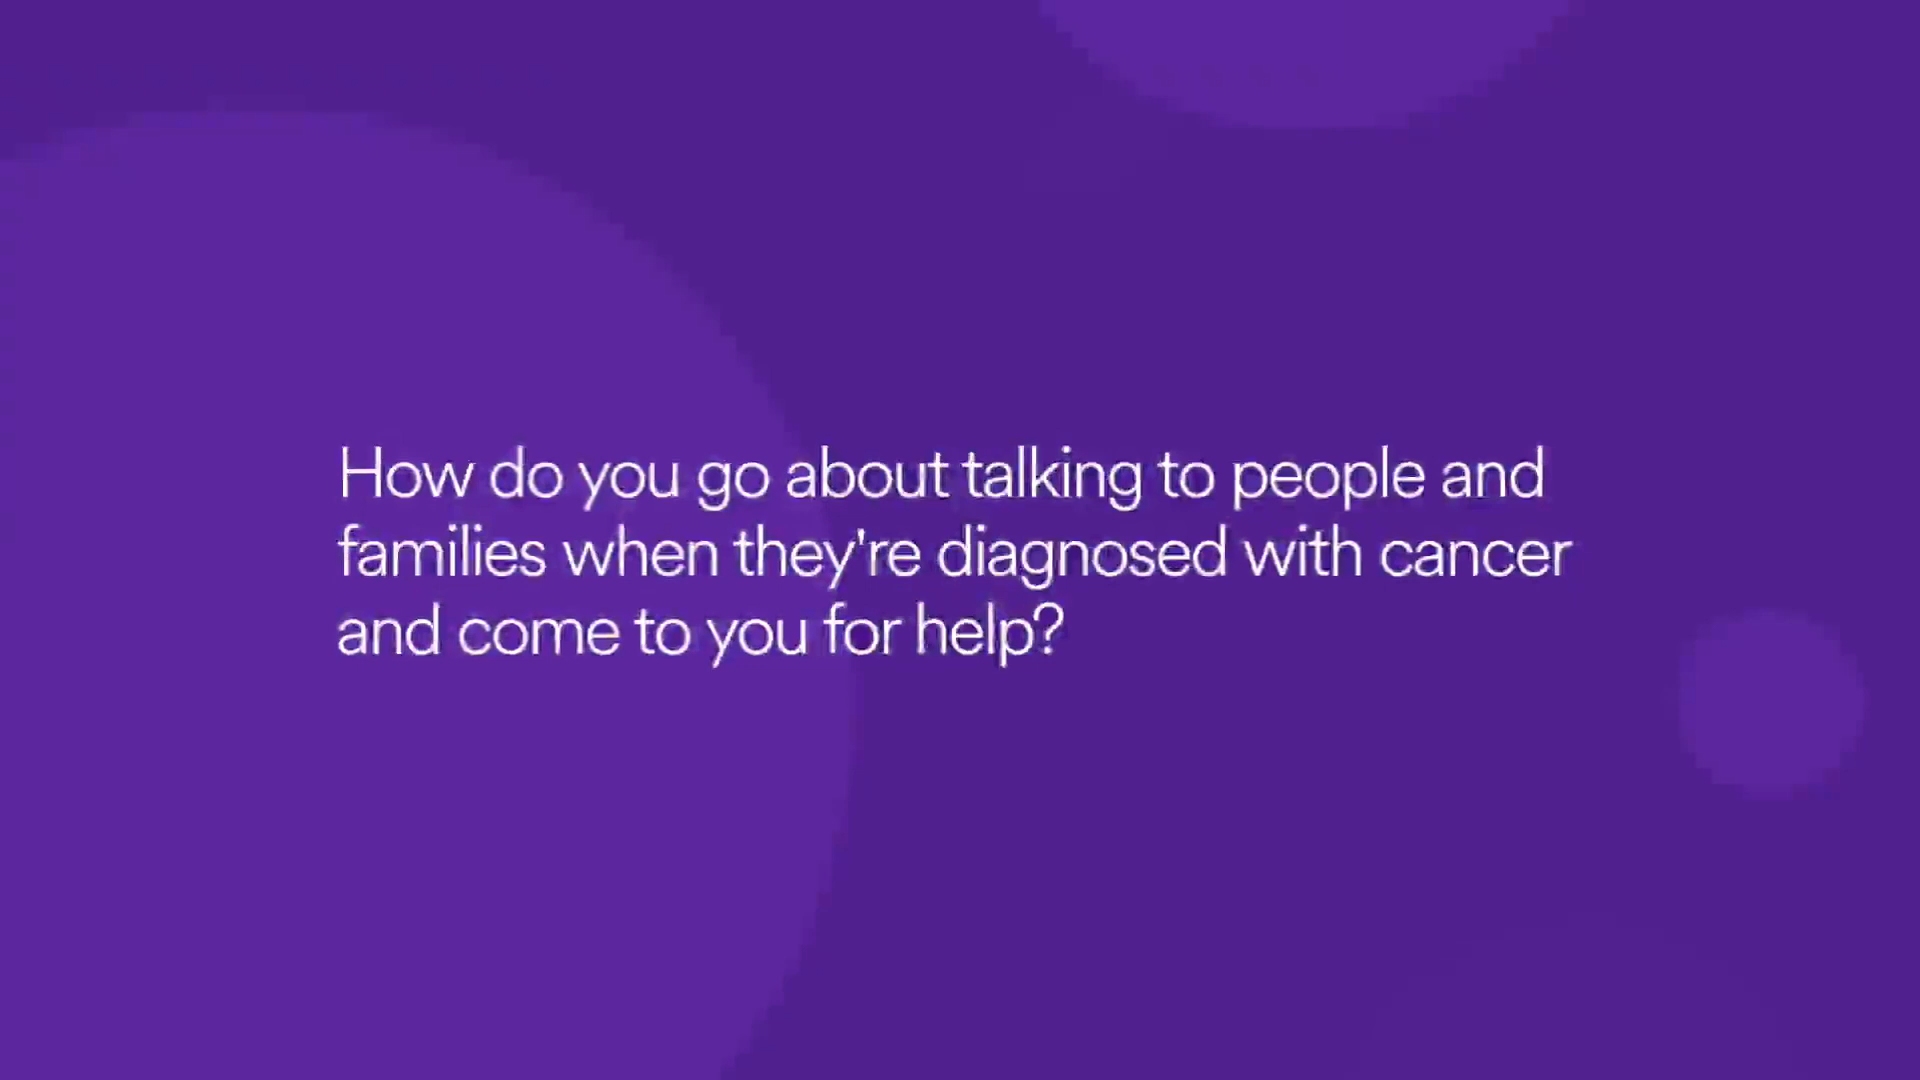 How do you go about talking to people and
families when they're diagnosed with cancer
and come to you for help?